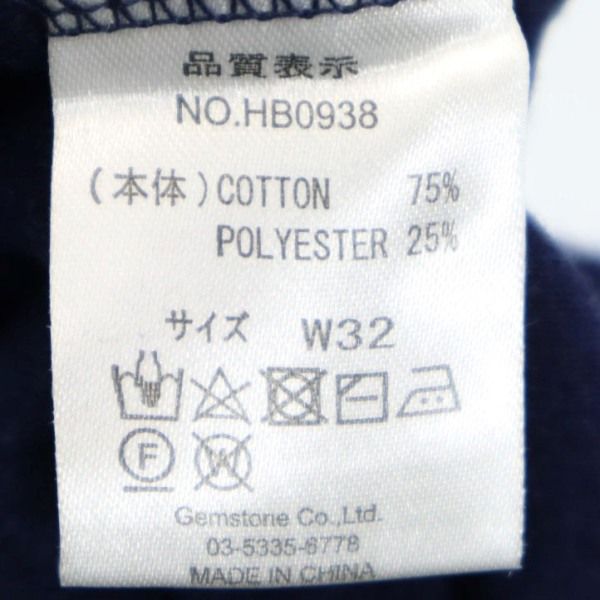 品質表示
NO.HB0938
(本体)COTTON 75%
POLYESTER 25%
サイズ W32
F W
Gemstone Co.,Ltd.
03-5335-6778
MADE IN CHINA